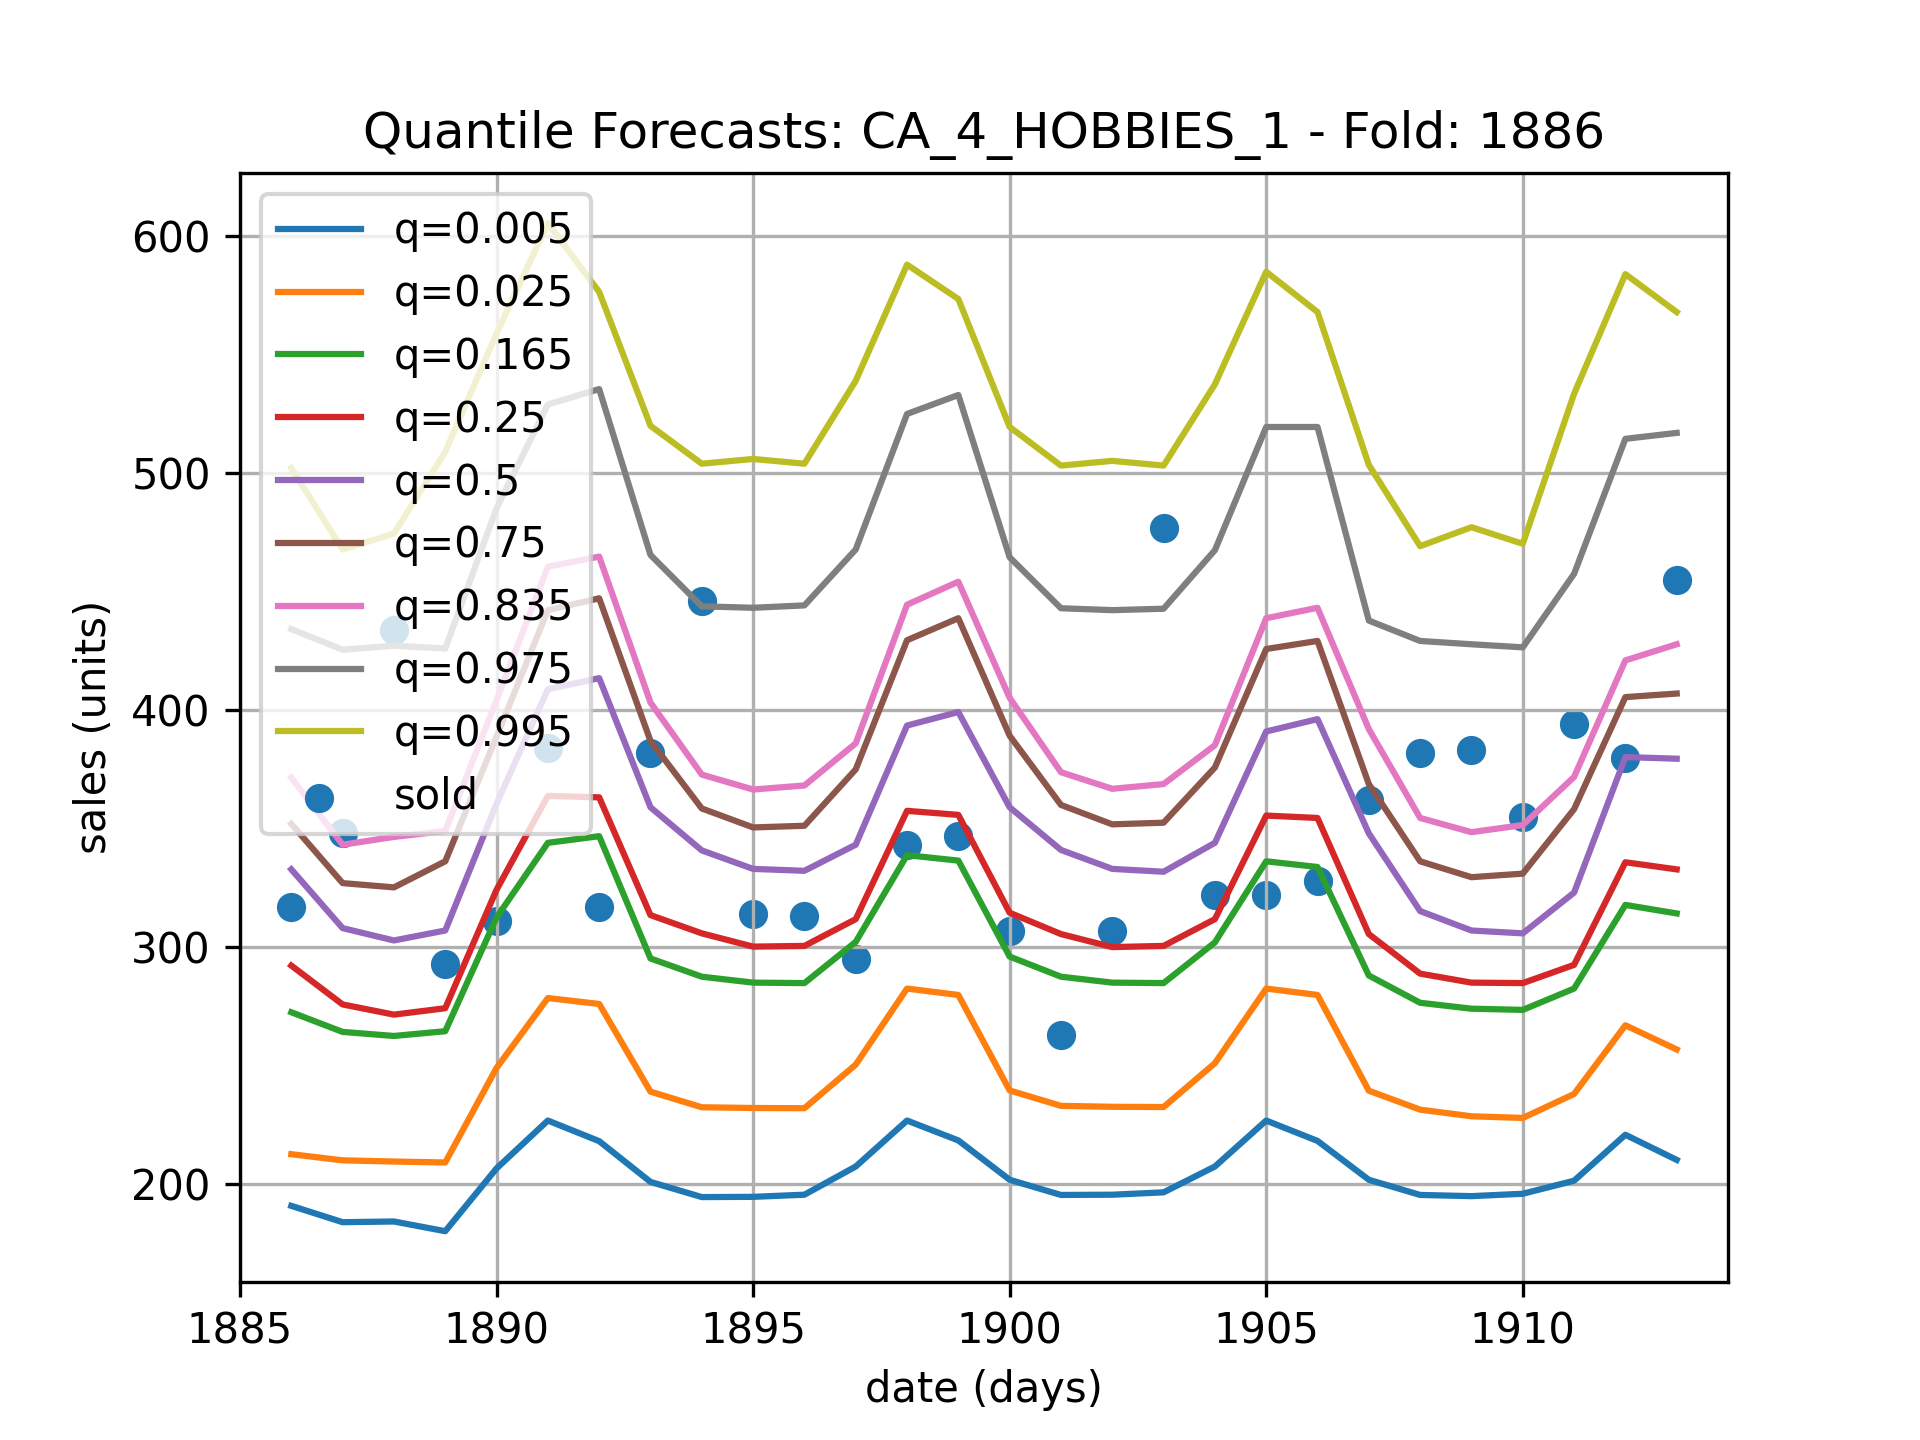 Quantile Forecasts: CA_4_HOBBIES_1 - Fold: 1886
q=0.005
q=0.025
q=0.165
q=0.25
q=0.5
q=0.75
q=0.835
q=0.975
q=0.995
sold
600
500
400
300
200
sales (units)
1885 1890 1895 1900 1905 1910
date (days)